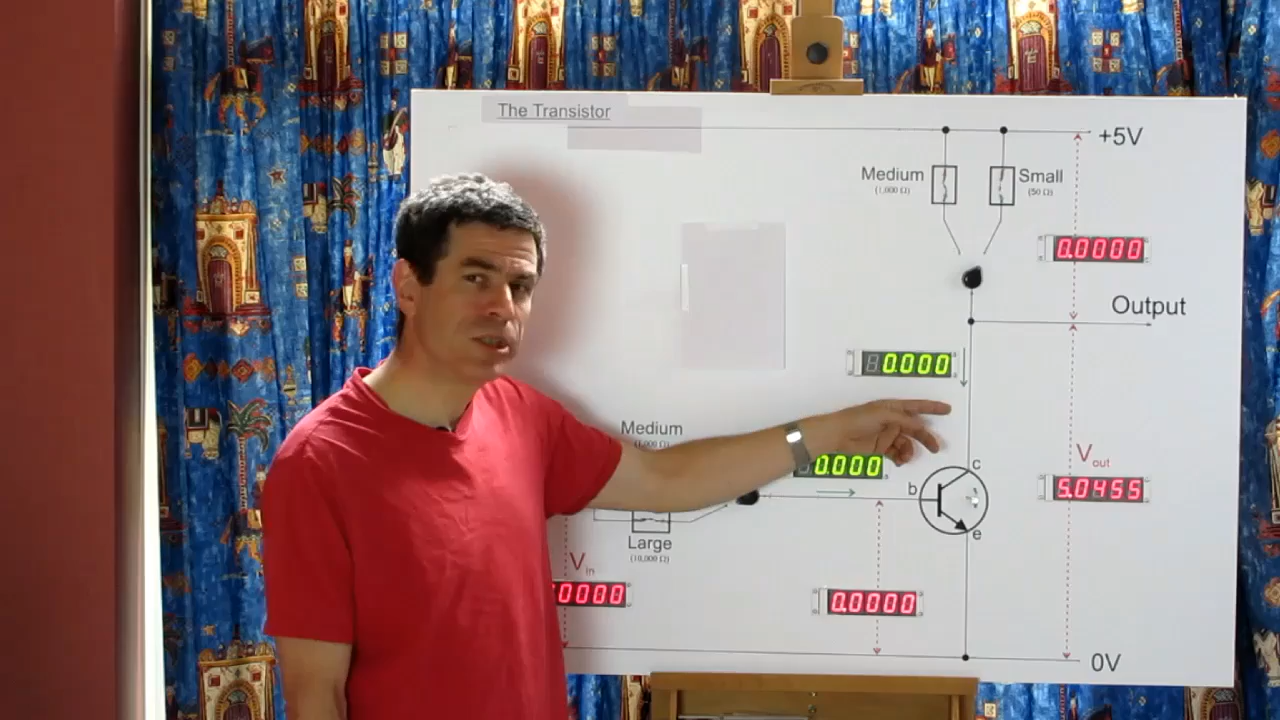 The Transistor
+5V
Medium
(1,000 Ω)
Small
(50 Ω)
0.0000
Output
0.000
Medium
(1,000 Ω)
0.000
c
b
e
V out
5.0455
Large
(10,000 Ω)
V in
0000
0.0000
0V